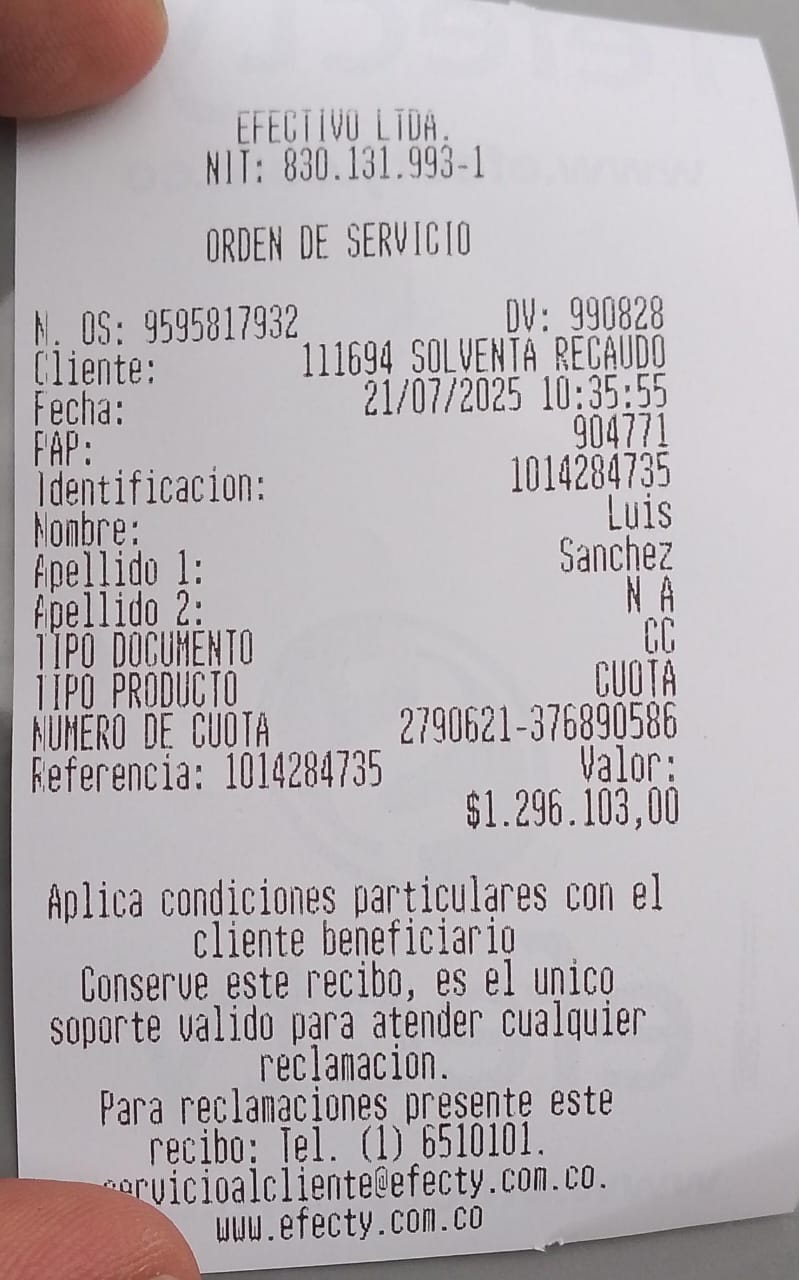 EFECTIVO LTDA.
NIT: 830.131.993-1
ORDEN DE SERVICIO
N. OS: 9595817932 DV: 990828
Cliente: 111694 SOLVENTA RECAUDO
Fecha: 21/07/2025 10:35:55
PAP: 904771
Identificacion: 1014284735
Nombre: Luis
Apellido 1: Sanchez
Apellido 2: N A
TIPO DOCUMENTO CC
TIPO PRODUCTO CUOTA
NUMERO DE CUOTA 2790621-376890586
Referencia: 1014284735 Valor:
$1.296.103,00
Aplica condiciones particulares con el
cliente beneficiario
Conserve este recibo, es el unico
soporte valido para atender cualquier
reclamacion.
Para reclamaciones presente este
recibo: Tel. (1) 6510101.
servicioalcliente@efecty.com.co.
www.efecty.com.co